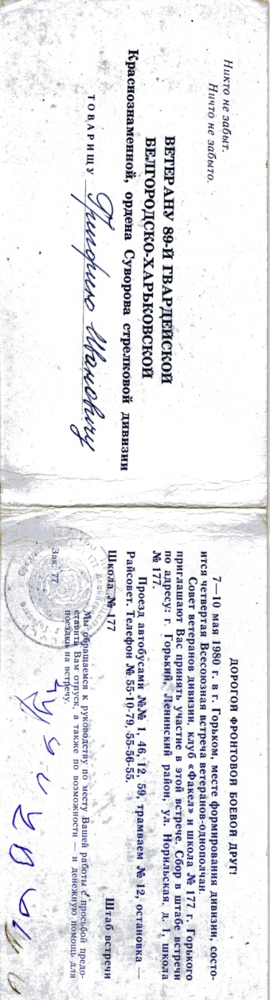 Никто не забыт.
Ничто не забыто.
ВЕТЕРАНУ 89-Й ГВАРДЕЙСКОЙ
БЕЛГОРОДСКО-ХАРЬКОВСКОЙ
Краснознаменной, ордена Суворова стрелковой дивизии
ТОВАРИЩУ Григорию Ивановичу
ДОРОГОЙ ФРОНТОВОЙ БОЕВОЙ ДРУГ!
7—10 мая 1980 г. в г. Горьком, месте формирования дивизии, состо-
ится четвертая Всесоюзная встреча ветеранов-однополчан.
Совет ветеранов дивизии, клуб «Факел» и школа № 177 г. Горького
приглашают Вас принять участие в этой встрече. Сбор в штабе встречи
по адресу: г. Горький, Ленинский район, ул. Норильская, д. 1, школа
№ 177.
Проезд автобусами №№ 1, 46, 12, 59, трамваем № 12, остановка —
Райсовет. Телефон № 55-10-79, 55-56-55.
Школа № 177
Штаб встречи
Мы обращаемся к руководству по месту Вашей работы с просьбой предо-
ставить Вам отпуск, а также по возможности — и денежную помощь для
поездки на встречу.
Зак. 77